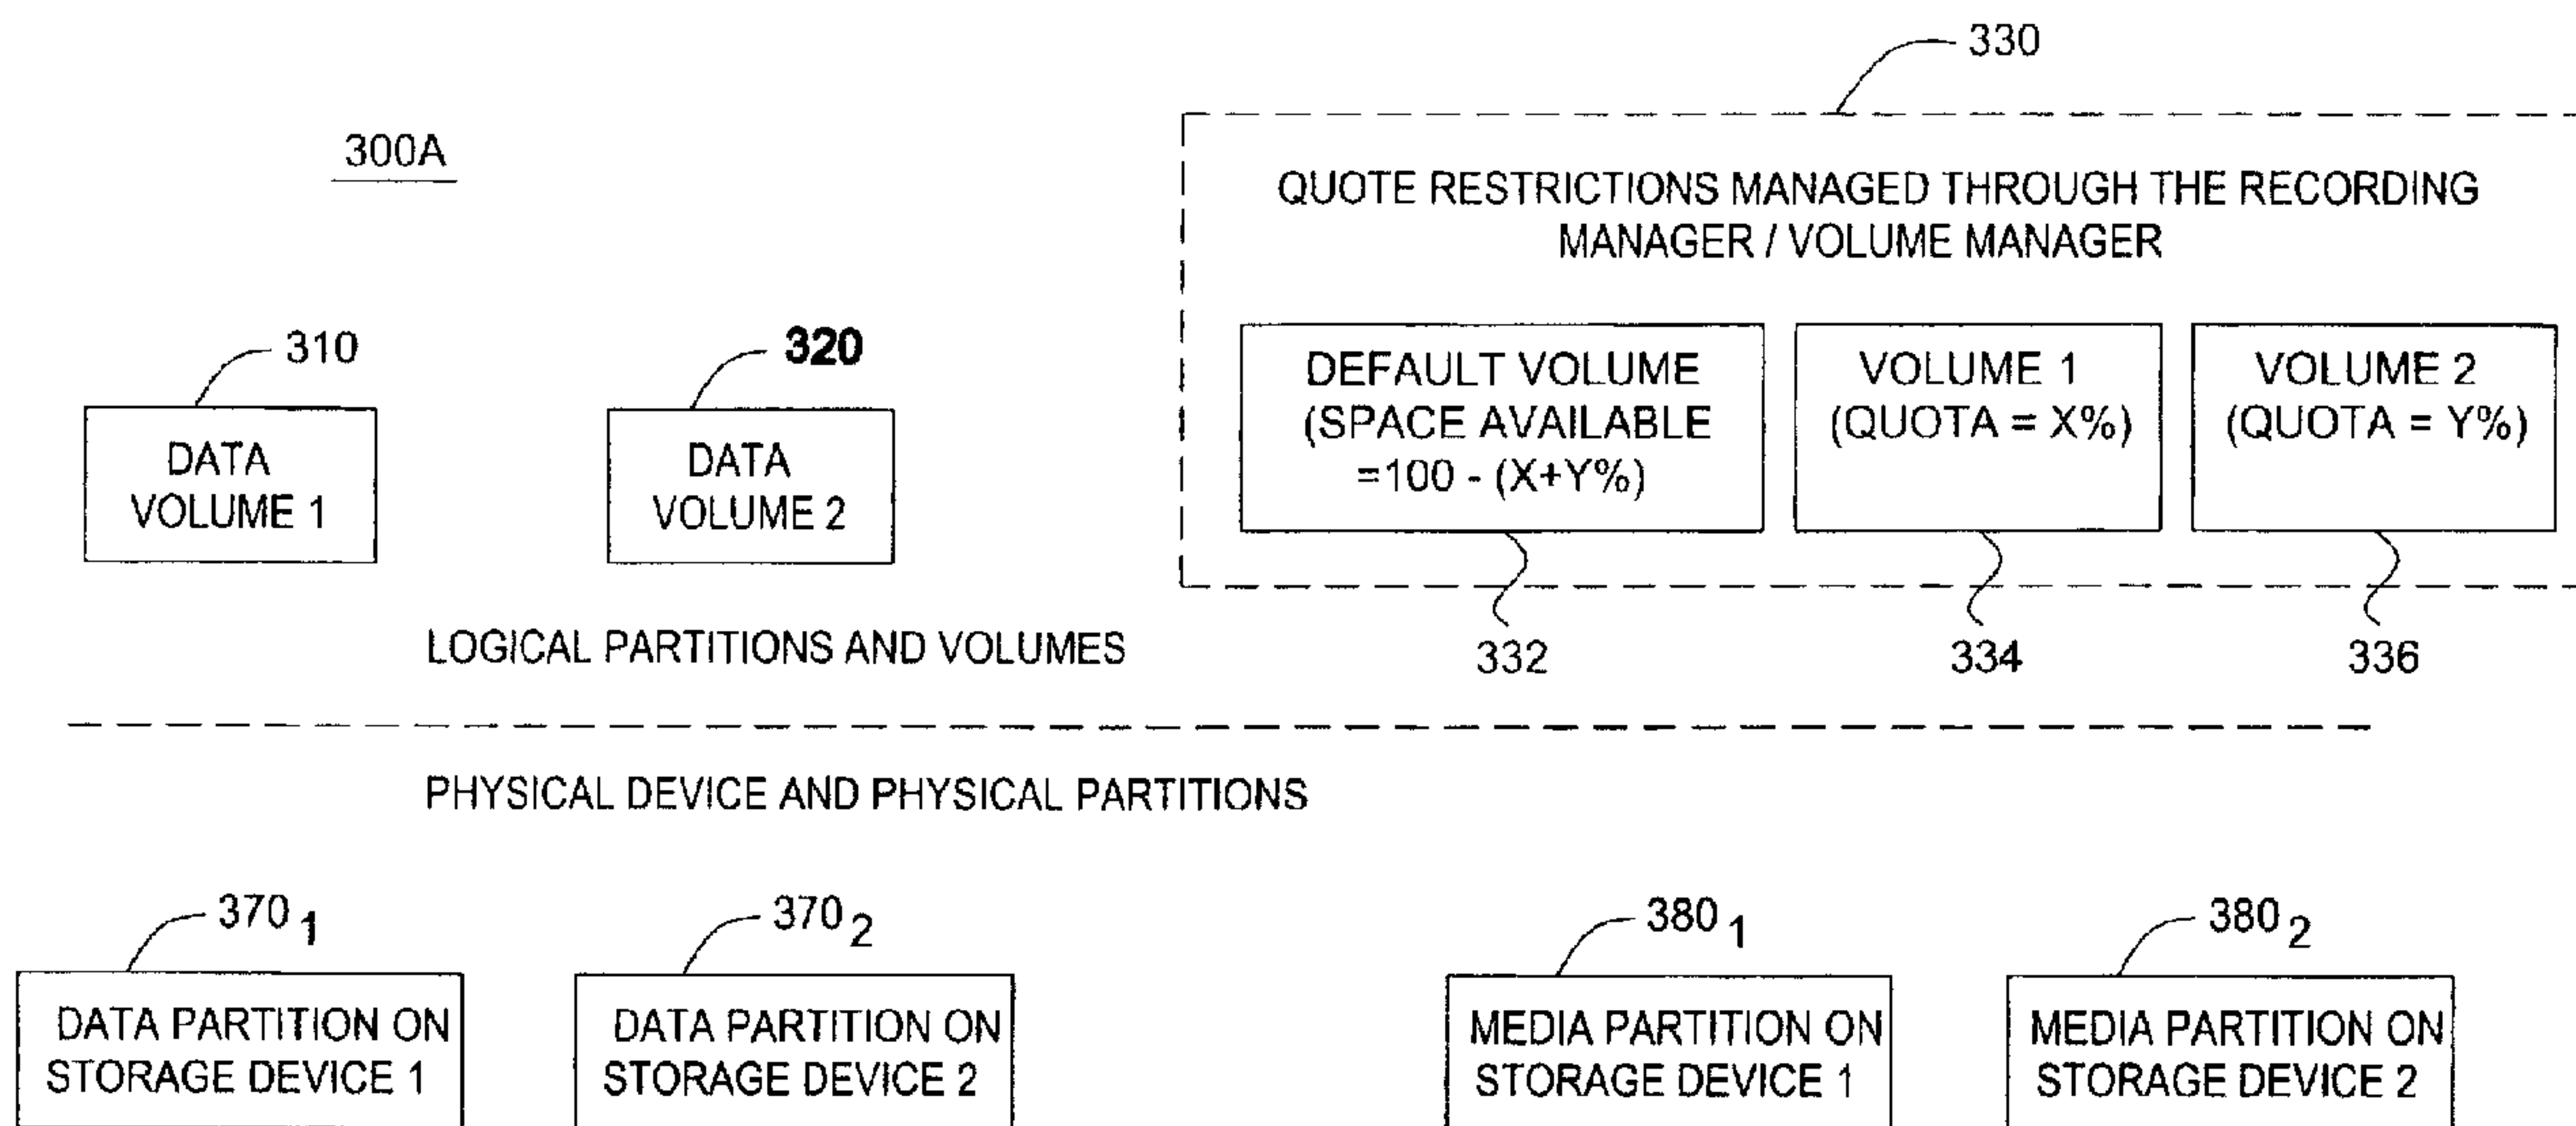 330
300A
QUOTE RESTRICTIONS MANAGED THROUGH THE RECORDING
MANAGER / VOLUME MANAGER
310
320
DATA
VOLUME 1
DATA
VOLUME 2
DEFAULT VOLUME
(SPACE AVAILABLE
=100 - (X+Y%)
VOLUME 1
(QUOTA = X%)
VOLUME 2
(QUOTA = Y%)
LOGICAL PARTITIONS AND VOLUMES
332
334
336
PHYSICAL DEVICE AND PHYSICAL PARTITIONS
370 1
370 2
380 1
380 2
DATA PARTITION ON
STORAGE DEVICE 1
DATA PARTITION ON
STORAGE DEVICE 2
MEDIA PARTITION ON
STORAGE DEVICE 1
MEDIA PARTITION ON
STORAGE DEVICE 2